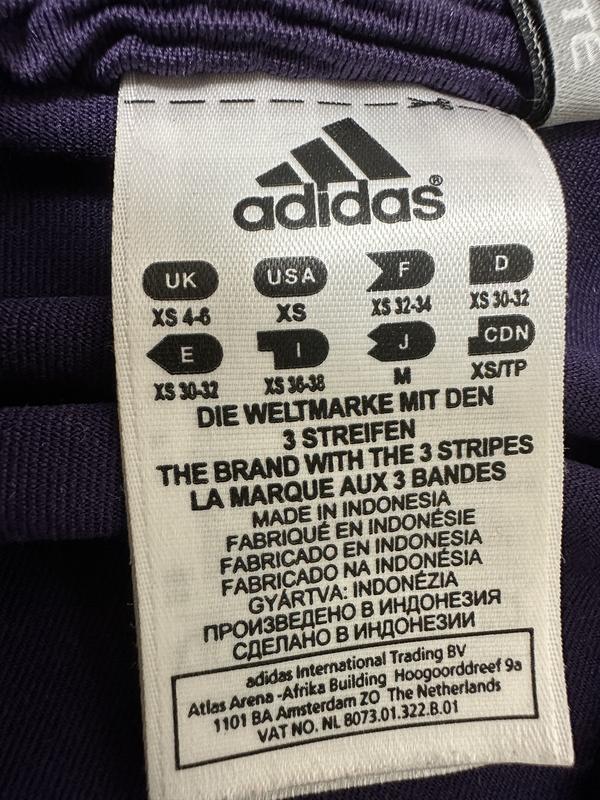 TE
adidas®
UK USA F D
XS 4-6 XS XS 32-34 XS 30-32
E I J CDN
XS 30-32 XS 36-38 M XS/TP
DIE WELTMARKE MIT DEN
3 STREIFEN
THE BRAND WITH THE 3 STRIPES
LA MARQUE AUX 3 BANDES
MADE IN INDONESIA
FABRIQUÉ EN INDONÉSIE
FABRICADO EN INDONESIA
FABRICADO NA INDONÉSIA
GYÁRTVA: INDONÉZIA
ПРОИЗВЕДЕНО В ИНДОНЕЗИЯ
СДЕЛАНО В ИНДОНЕЗИИ
adidas International Trading BV
Atlas Arena -Afrika Building Hoogoorddreef 9a
1101 BA Amsterdam ZO The Netherlands
VAT NO. NL 8073.01.322.B.01